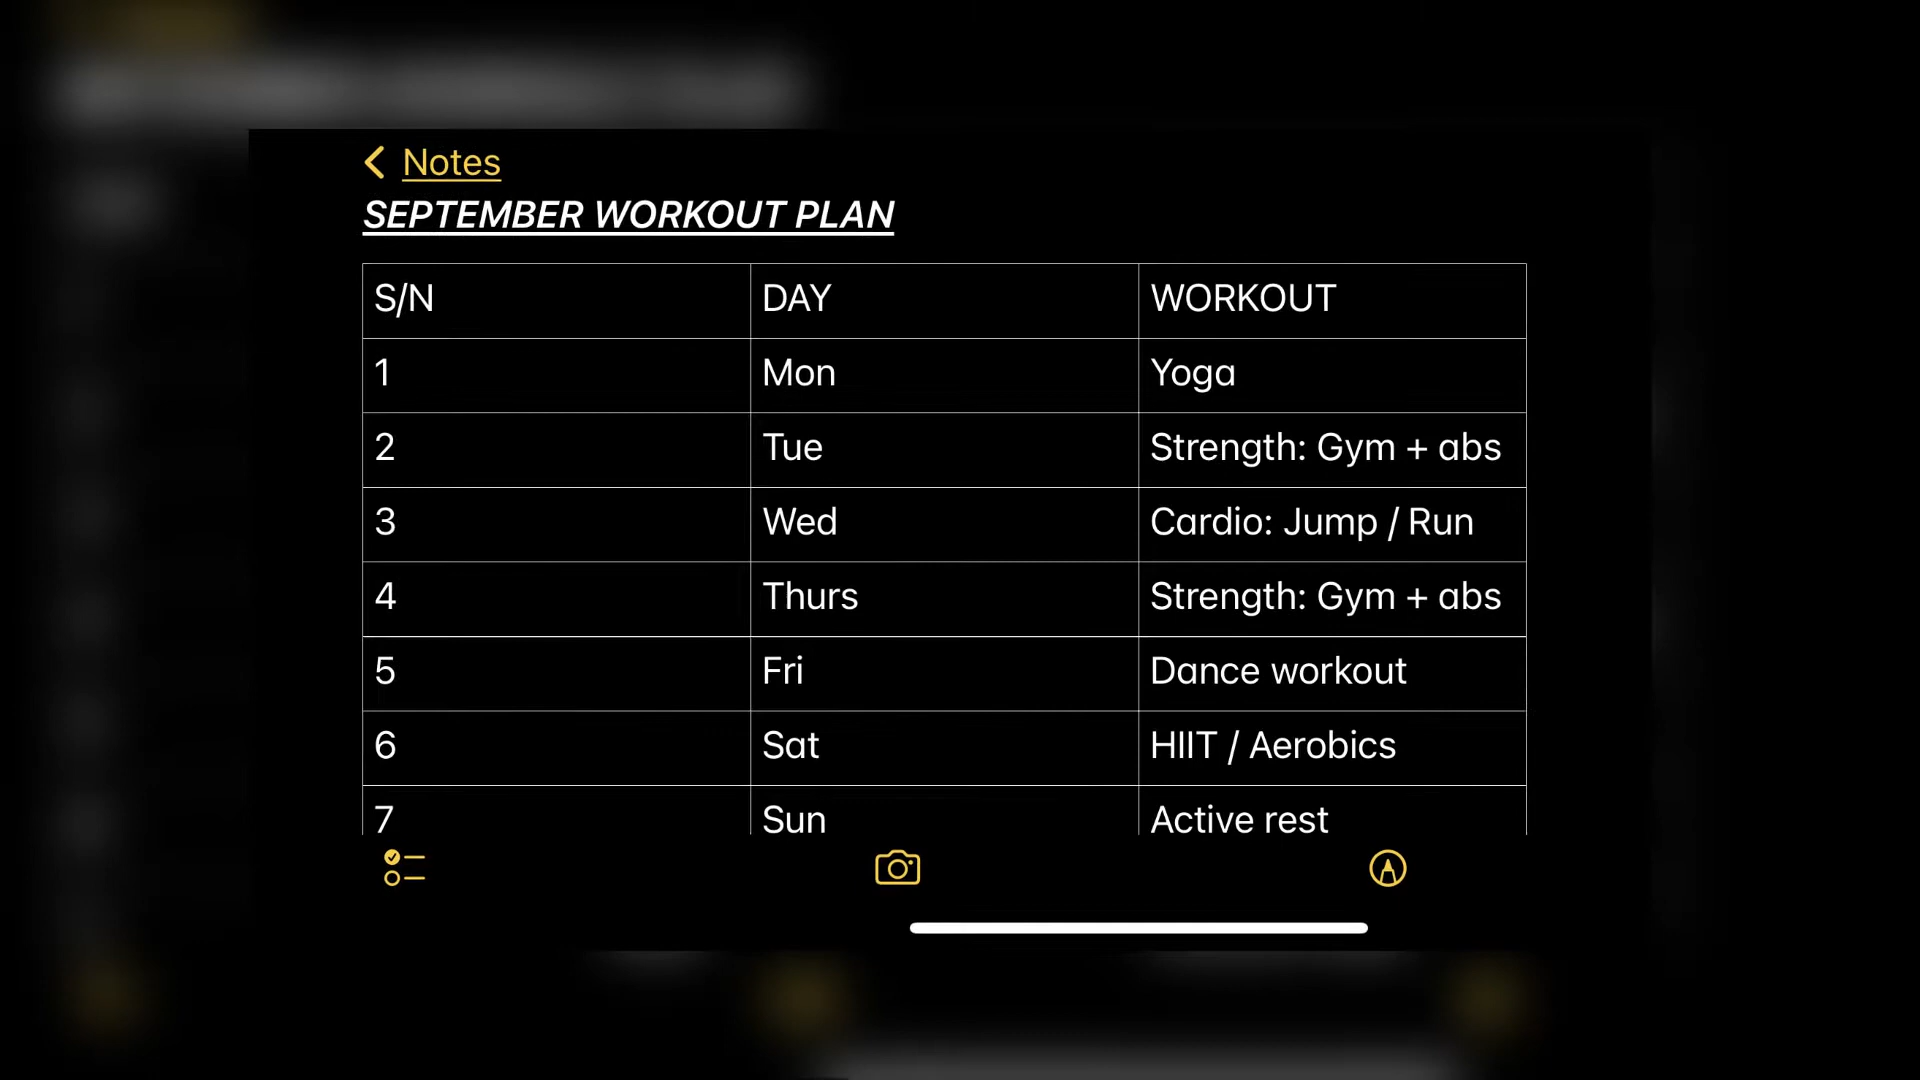 Notes
SEPTEMBER WORKOUT PLAN
S/N DAY WORKOUT
1 Mon Yoga
2 Tue Strength: Gym + abs
3 Wed Cardio: Jump / Run
4 Thurs Strength: Gym + abs
5 Fri Dance workout
6 Sat HIIT / Aerobics
7 Sun Active rest